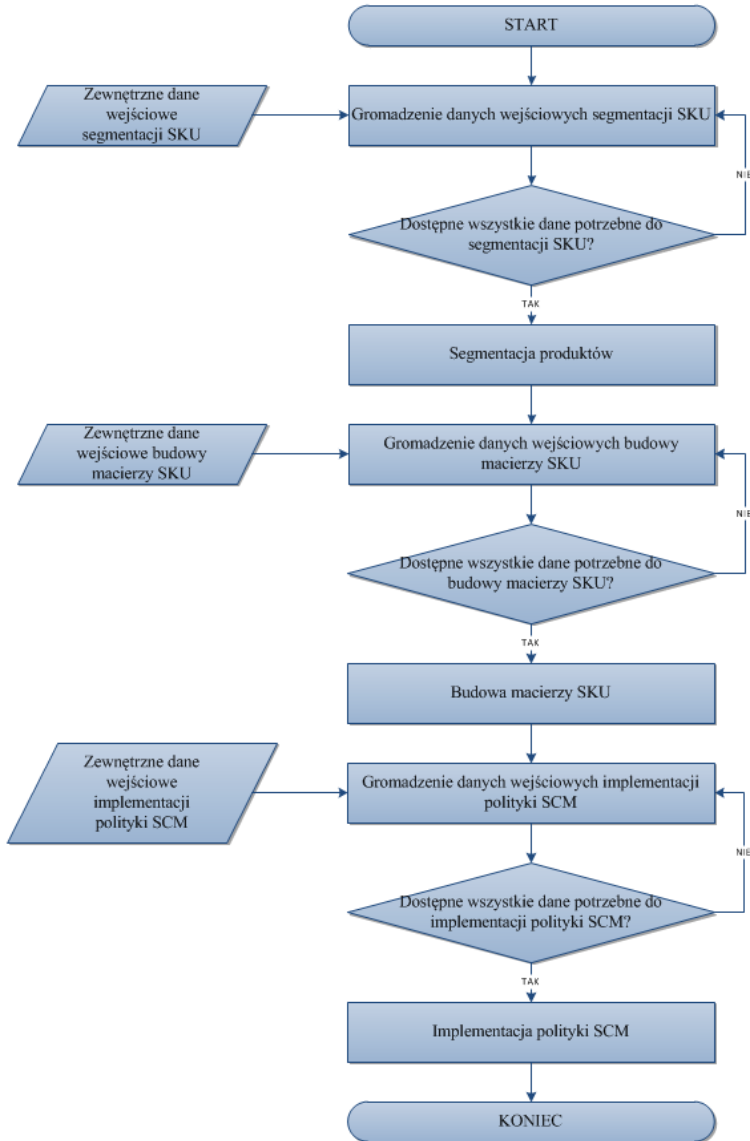 START
Zewnętrzne dane
wejściowe
segmentacji SKU
Gromadzenie danych wejściowych segmentacji SKU
NIE
Dostępne wszystkie dane potrzebne do
segmentacji SKU?
TAK
Segmentacja produktów
Zewnętrzne dane
wejściowe budowy
macierzy SKU
Gromadzenie danych wejściowych budowy
macierzy SKU
NIE
Dostępne wszystkie dane potrzebne do
budowy macierzy SKU?
TAK
Budowa macierzy SKU
Zewnętrzne dane
wejściowe
implementacji
polityki SCM
Gromadzenie danych wejściowych implementacji
polityki SCM
NIE
Dostępne wszystkie dane potrzebne do
implementacji polityki SCM?
TAK
Implementacja polityki SCM
KONIEC